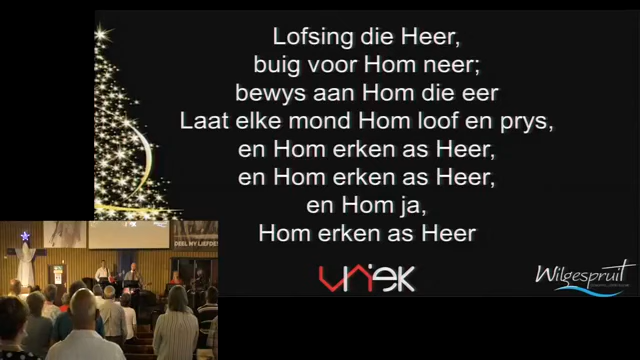 Lofsing die Heer,
buig voor Hom neer;
bewys aan Hom die eer
Laat elke mond Hom loof en prys,
en Hom erken as Heer,
en Hom erken as Heer,
en Hom ja,
Hom erken as Heer
uniek
Wilgespruit
DEEL NY LIEFDE